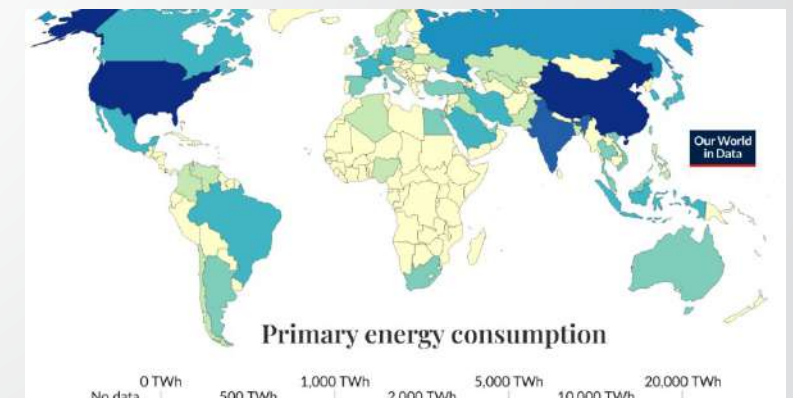 Our World
in Data
Primary energy consumption
0 TWh 1,000 TWh 5,000 TWh 20,000 TWh
No data 500 TWh 2,000 TWh 10,000 TWh